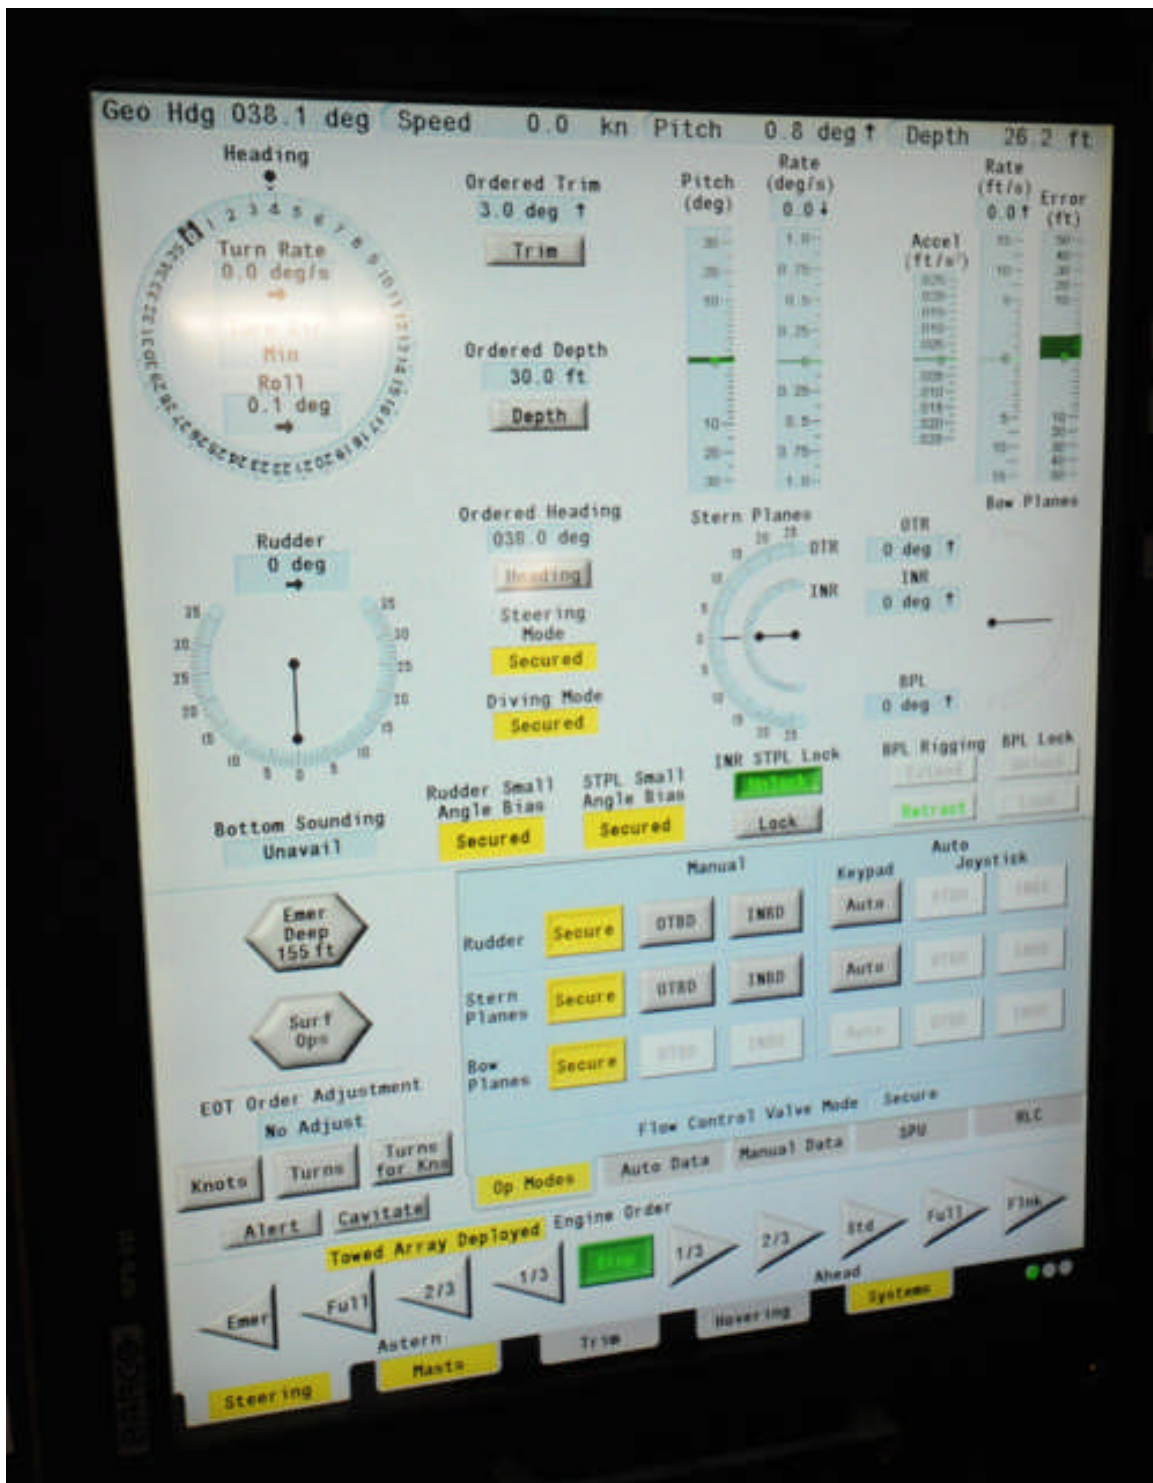 Geo Hdg 038.1 deg Speed 0.0 kn Pitch 0.8 deg ↑ Depth 26.2 ft
Heading
Turn Rate
0.0 deg/s
→
Min
Roll
0.1 deg
→
Ordered Trim
3.0 deg ↑
Trim
Ordered Depth
30.0 ft
Depth
Pitch
(deg)
Rate
(deg/s)
0.0 ↓
Accel
(ft/s²)
Rate
(ft/s)
0.0 ↑
Error
(ft)
Rudder
0 deg
→
Ordered Heading
038.0 deg
Heading
Steering
Mode
Secured
Diving Mode
Secured
Stern Planes
OTR
INR
OTR
0 deg ↑
INR
0 deg ↑
BPL
0 deg ↑
Bow Planes
Bottom Sounding
Unavail
Rudder Small
Angle Bias
Secured
STPL Small
Angle Bias
Secured
INR STPL Lock
Unlock
Lock
BPL Rigging
Extend
Retract
BPL Lock
Emer
Deep
155 ft
Surf
Ops
Manual
Auto
Keypad Joystick
Rudder Secure OTBD INBD Auto
Stern
Planes Secure OTBD INBD Auto
Bow
Planes Secure OTBD INBD Auto
Flow Control Valve Mode Secure
Op Modes Auto Data Manual Data SPU RLC
EOT Order Adjustment
No Adjust
Knots Turns Turns
for Kns
Alert Cavitate
Towed Array Deployed
Engine Order
Emer Full 2/3 1/3 Stop 1/3 2/3 Std Full Flnk
Astern
Ahead
Steering Masts Trim Hovering Systems
BARCO